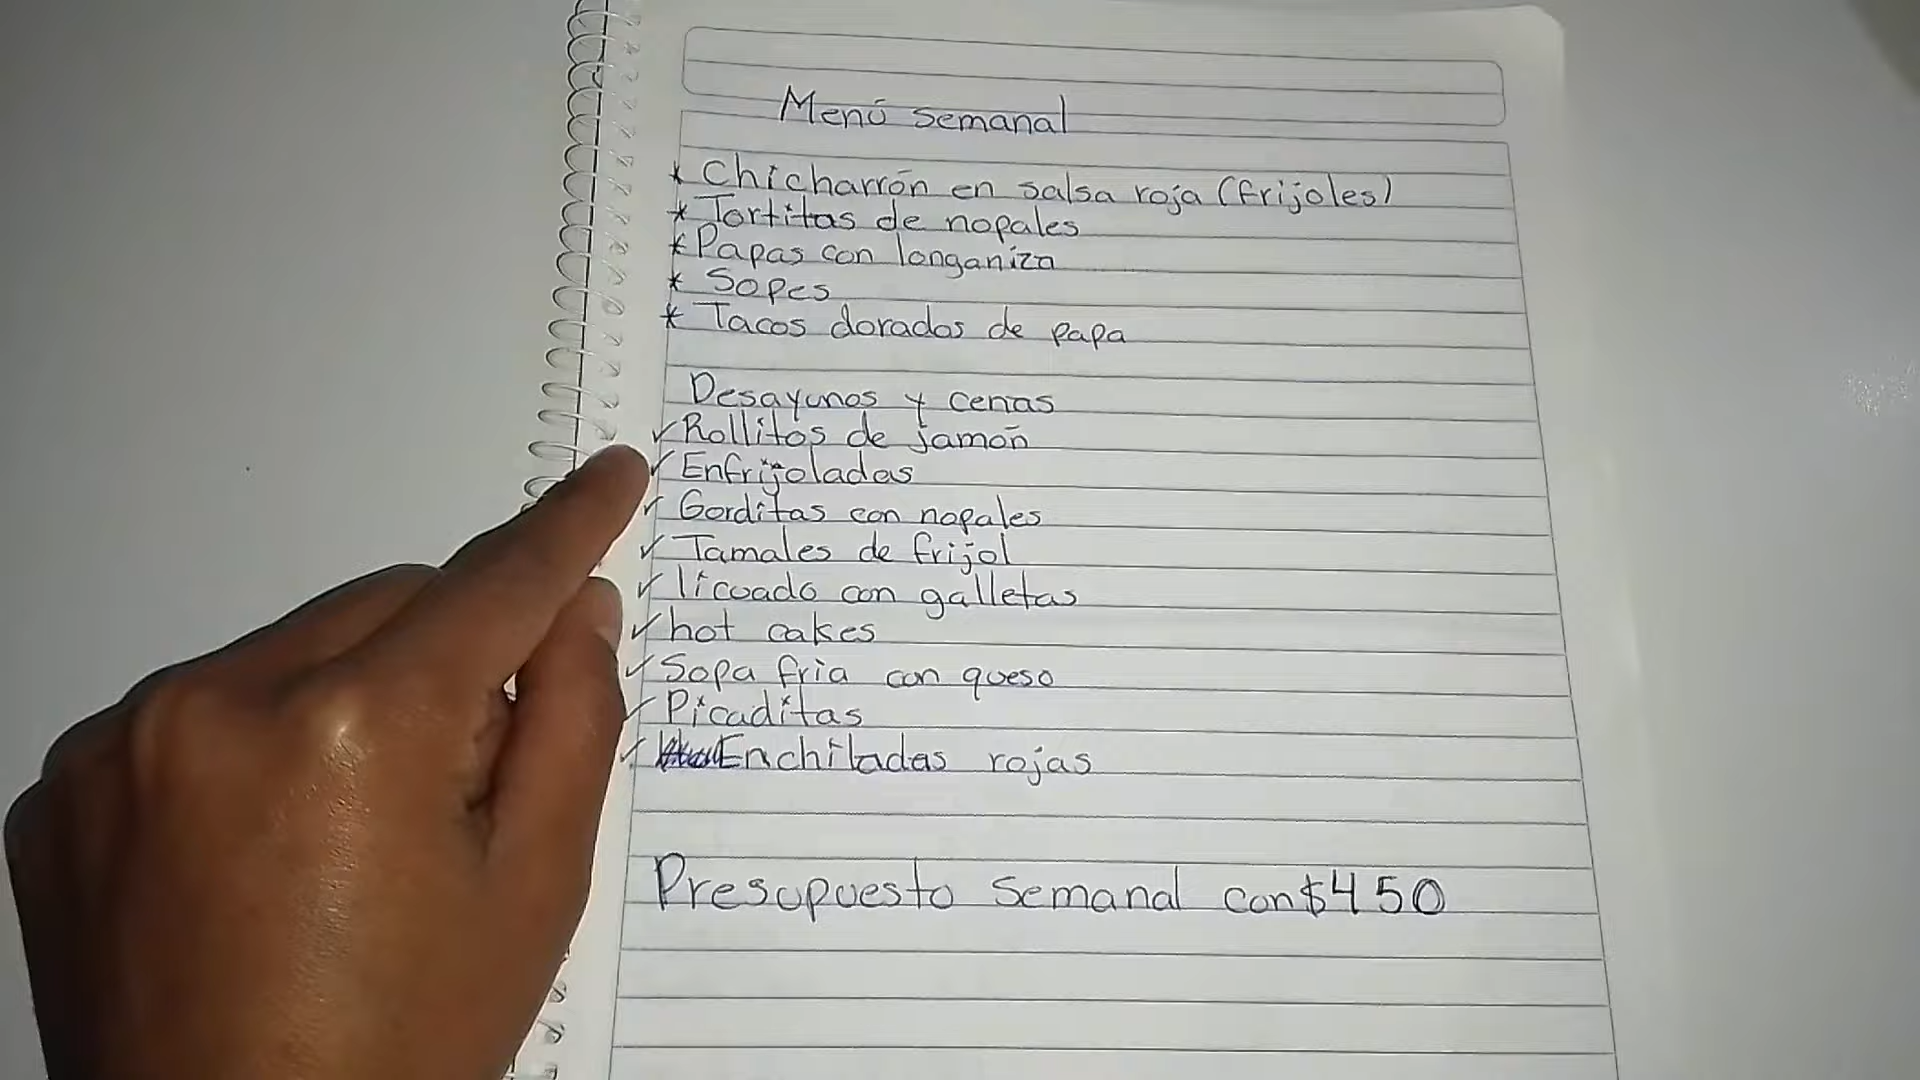 Menú semanal
* Chicharrón en salsa roja (frijoles)
* Tortitas de nopales
* Papas con longaniza
* Sopes
* Tacos dorados de papa
Desayunos y cenas
✓ Rollitos de jamón
✓ Enfrijoladas
✓ Gorditas con nopales
✓ Tamales de frijol
✓ licuado con galletas
✓ hot cakes
✓ Sopa fria con queso
✓ Picaditas
✓ Enchiladas rojas
Presupuesto semanal con $450